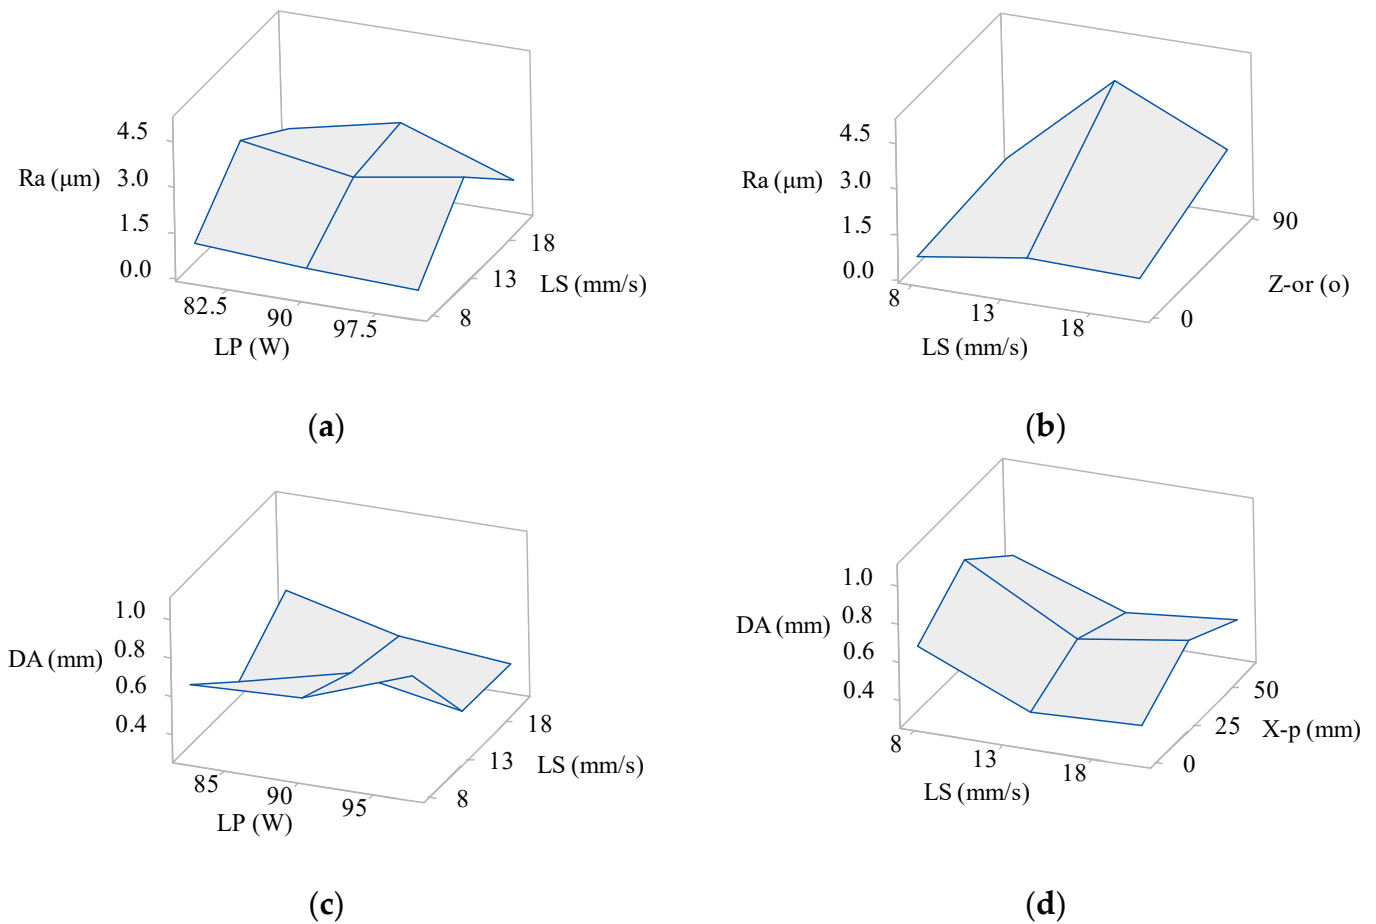 4.5
Ra (μm)
3.0
1.5
0.0
82.5
90
97.5
LP (W)
18
13
LS (mm/s)
8
(a)
4.5
Ra (μm)
3.0
1.5
0.0
8
13
18
LS (mm/s)
90
Z-or (o)
0
(b)
1.0
0.8
DA (mm)
0.6
0.4
85
90
95
LP (W)
18
13
LS (mm/s)
8
(c)
1.0
DA (mm)
0.8
0.6
0.4
8
13
18
LS (mm/s)
50
25
X-p (mm)
0
(d)